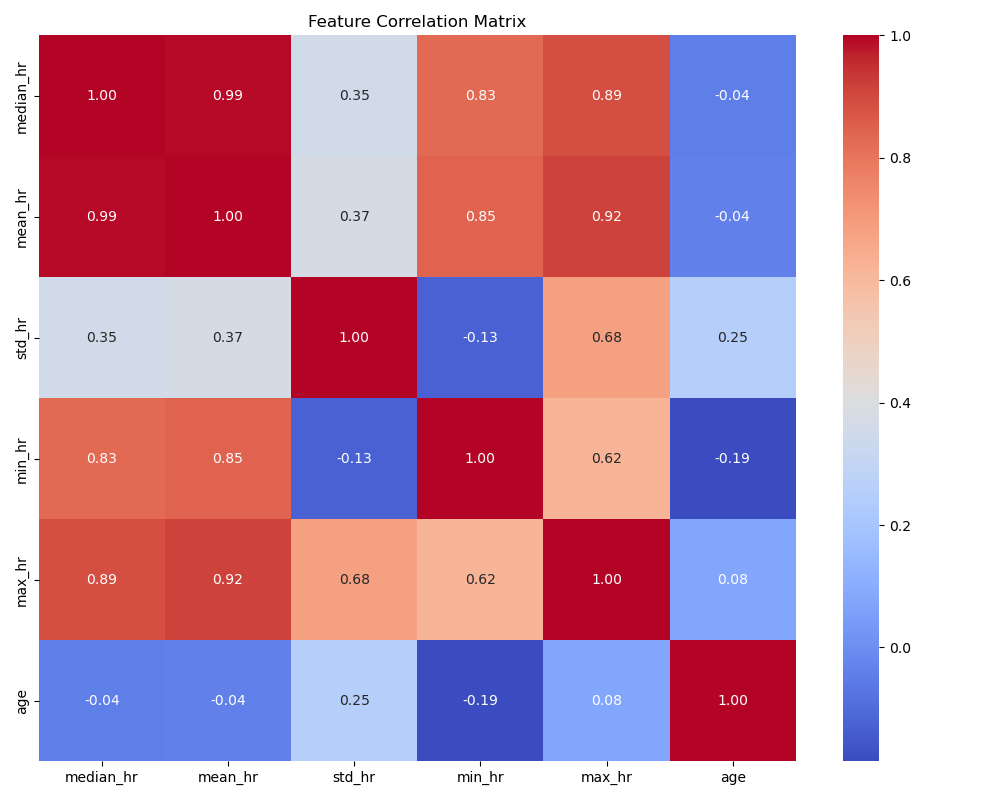 Feature Correlation Matrix
median_hr 1.00 0.99 0.35 0.83 0.89 -0.04
mean_hr 0.99 1.00 0.37 0.85 0.92 -0.04
std_hr 0.35 0.37 1.00 -0.13 0.68 0.25
min_hr 0.83 0.85 -0.13 1.00 0.62 -0.19
max_hr 0.89 0.92 0.68 0.62 1.00 0.08
age -0.04 -0.04 0.25 -0.19 0.08 1.00
median_hr mean_hr std_hr min_hr max_hr age
1.0
0.8
0.6
0.4
0.2
0.0